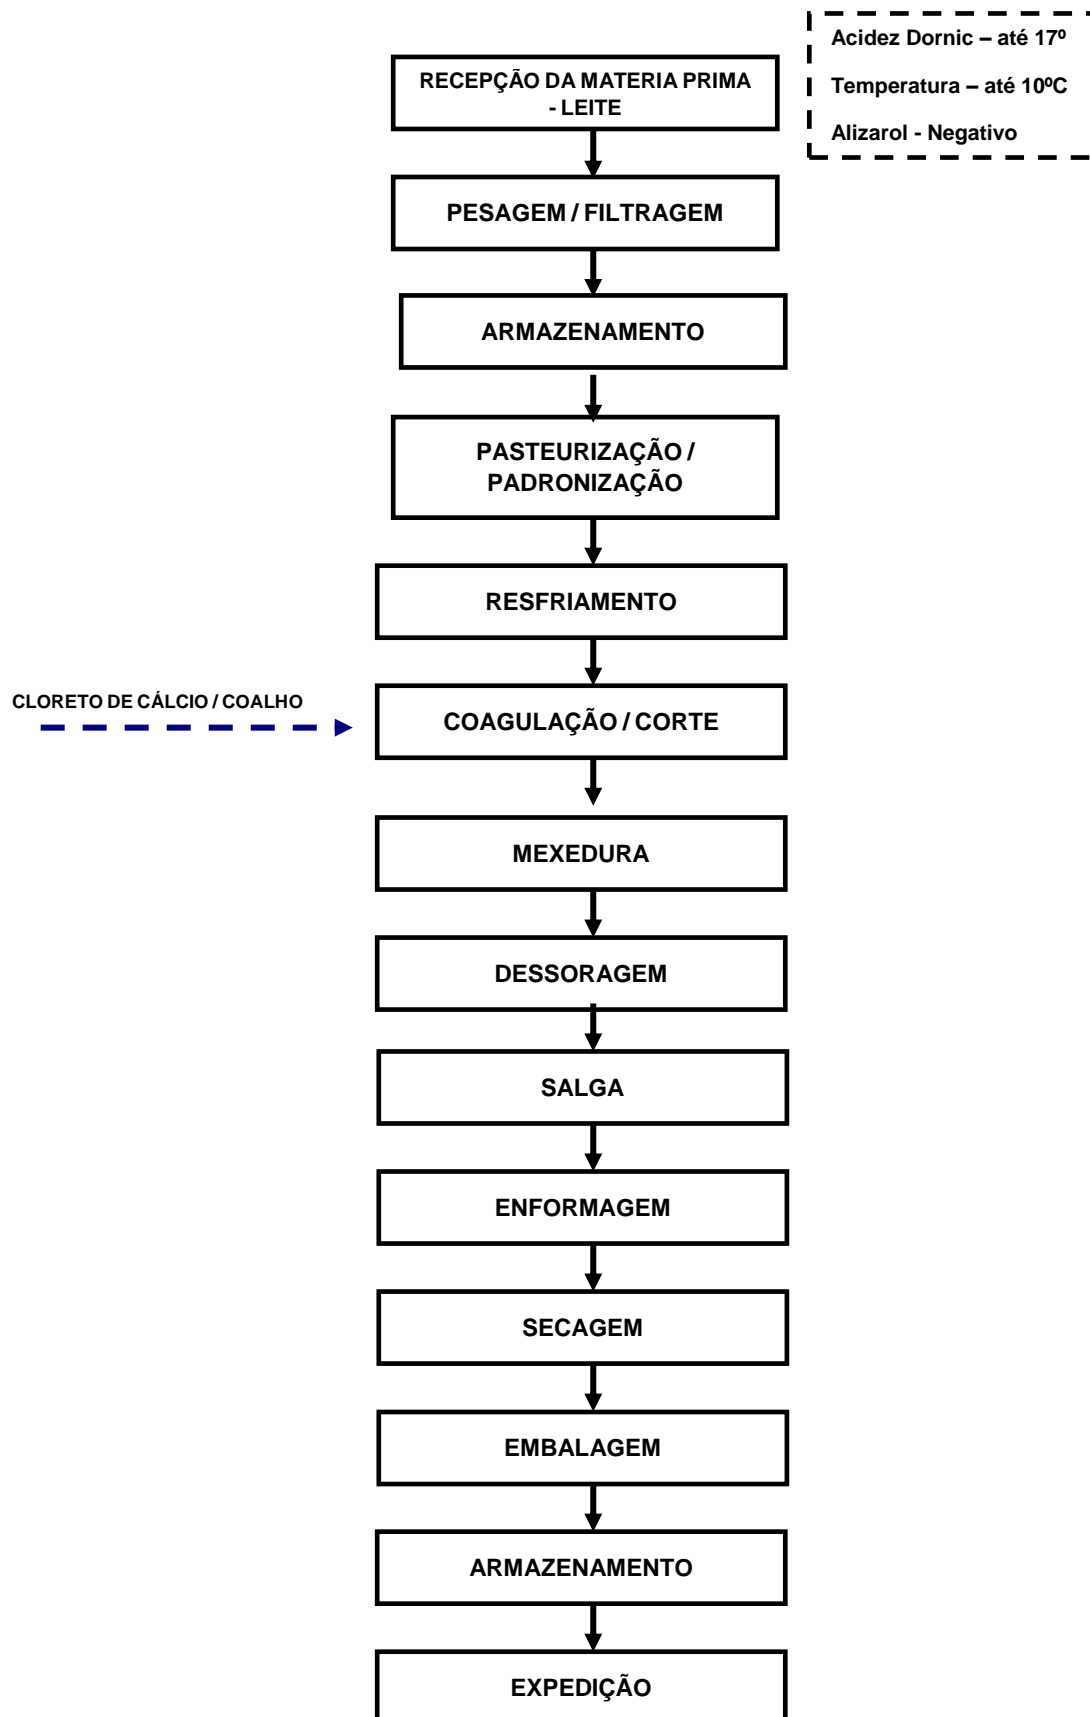 Acidez Dornic – até 17º
RECEPÇÃO DA MATERIA PRIMA
- LEITE
Temperatura – até 10ºC
Alizarol - Negativo
PESAGEM / FILTRAGEM
ARMAZENAMENTO
PASTEURIZAÇÃO /
PADRONIZAÇÃO
RESFRIAMENTO
CLORETO DE CÁLCIO / COALHO
COAGULAÇÃO / CORTE
MEXEDURA
DESSORAGEM
SALGA
ENFORMAGEM
SECAGEM
EMBALAGEM
ARMAZENAMENTO
EXPEDIÇÃO